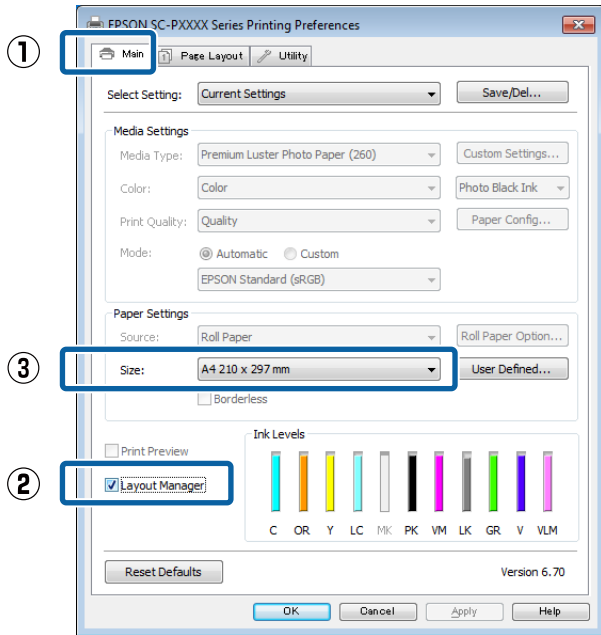 EPSON SC-PXXXX Series Printing Preferences
1
Main
Page Layout
Utility
Select Setting:
Current Settings
Save/Del...
Media Settings
Media Type:
Premium Luster Photo Paper (260)
Custom Settings...
Color:
Color
Photo Black Ink
Print Quality:
Quality
Paper Config...
Mode:
Automatic
Custom
EPSON Standard (sRGB)
Paper Settings
Source:
Roll Paper
Roll Paper Option...
3
Size:
A4 210 x 297 mm
User Defined...
Borderless
Print Preview
Ink Levels
2
Layout Manager
C OR Y LC MK PK VM LK GR V VLM
Reset Defaults
Version 6.70
OK
Cancel
Apply
Help